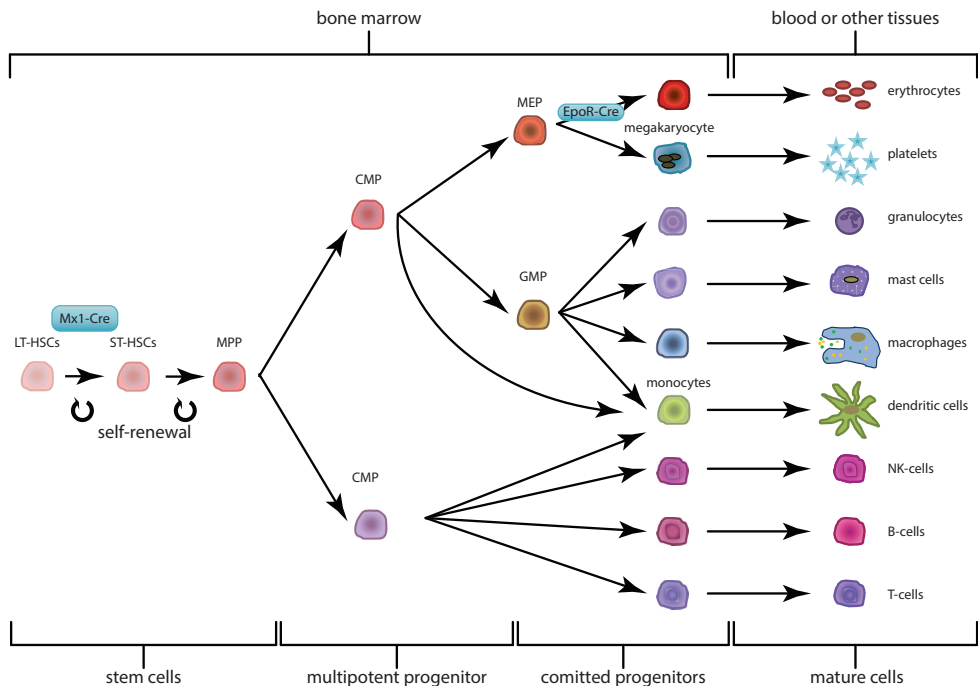 bone marrow
blood or other tissues
MEP
EpoR-Cre
erythrocytes
megakaryocyte
platelets
CMP
granulocytes
GMP
mast cells
Mx1-Cre
LT-HSCs
ST-HSCs
MPP
macrophages
monocytes
dendritic cells
self-renewal
CMP
NK-cells
B-cells
T-cells
stem cells
multipotent progenitor
comitted progenitors
mature cells